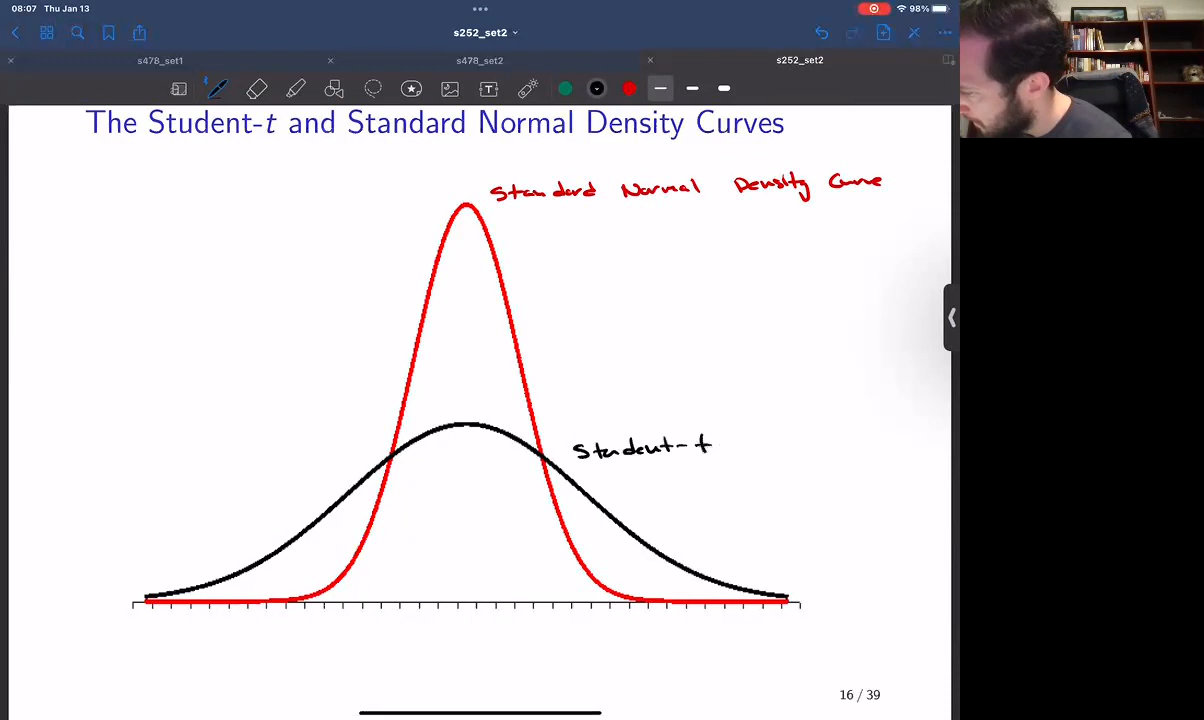 08:07 Thu Jan 13
98%
s252_set2
s478_set1
s478_set2
s252_set2
T
The Student-t and Standard Normal Density Curves
Standard Normal Density Curve
Student-t
16 / 39